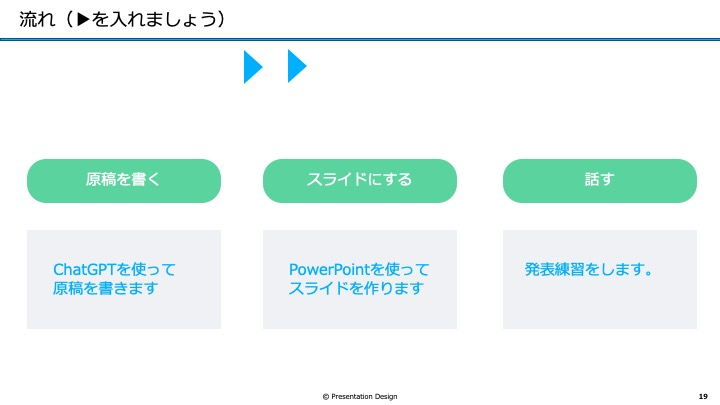 流れ（▶を入れましょう）
原稿を書く
スライドにする
話す
ChatGPTを使って
原稿を書きます
PowerPointを使って
スライドを作ります
発表練習をします。
© Presentation Design
19